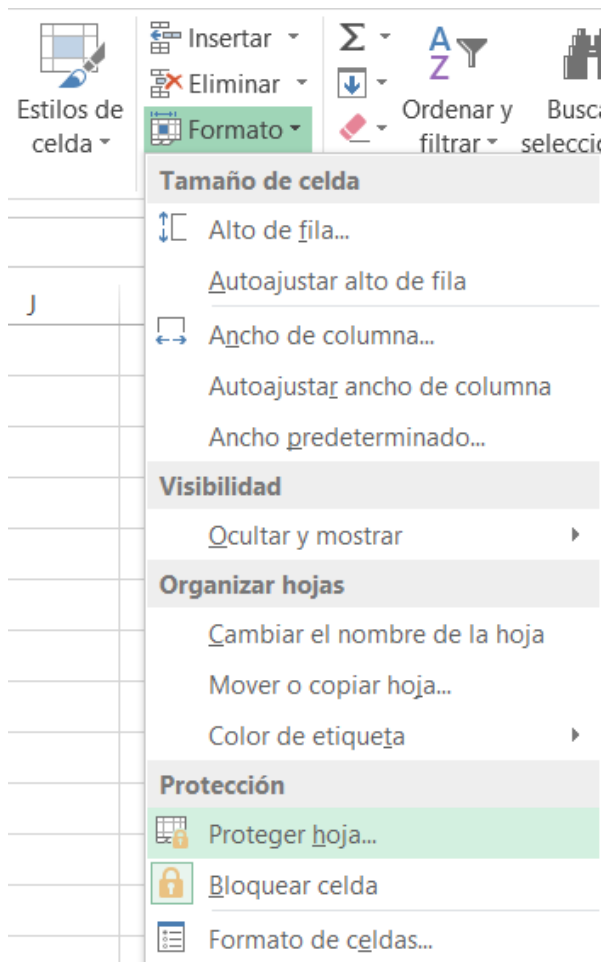 Insertar
Eliminar
Formato
Estilos de
celda
Σ
A
Z
Ordenar y
filtrar
Busca
selecció
J
Tamaño de celda
Alto de fila...
Autoajustar alto de fila
Ancho de columna...
Autoajustar ancho de columna
Ancho predeterminado...
Visibilidad
Ocultar y mostrar
Organizar hojas
Cambiar el nombre de la hoja
Mover o copiar hoja...
Color de etiqueta
Protección
Proteger hoja...
Bloquear celda
Formato de celdas...